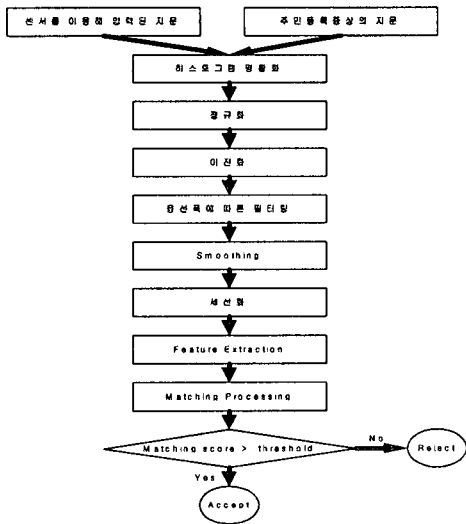 센서를 이용해 입력된 지문
주민등록증상의 지문
히스토그램 평활화
정규화
이진화
융선폭에 따른 필터링
Smoothing
세선화
Feature Extraction
Matching Processing
Matching score > threshold
No
Reject
Yes
Accept